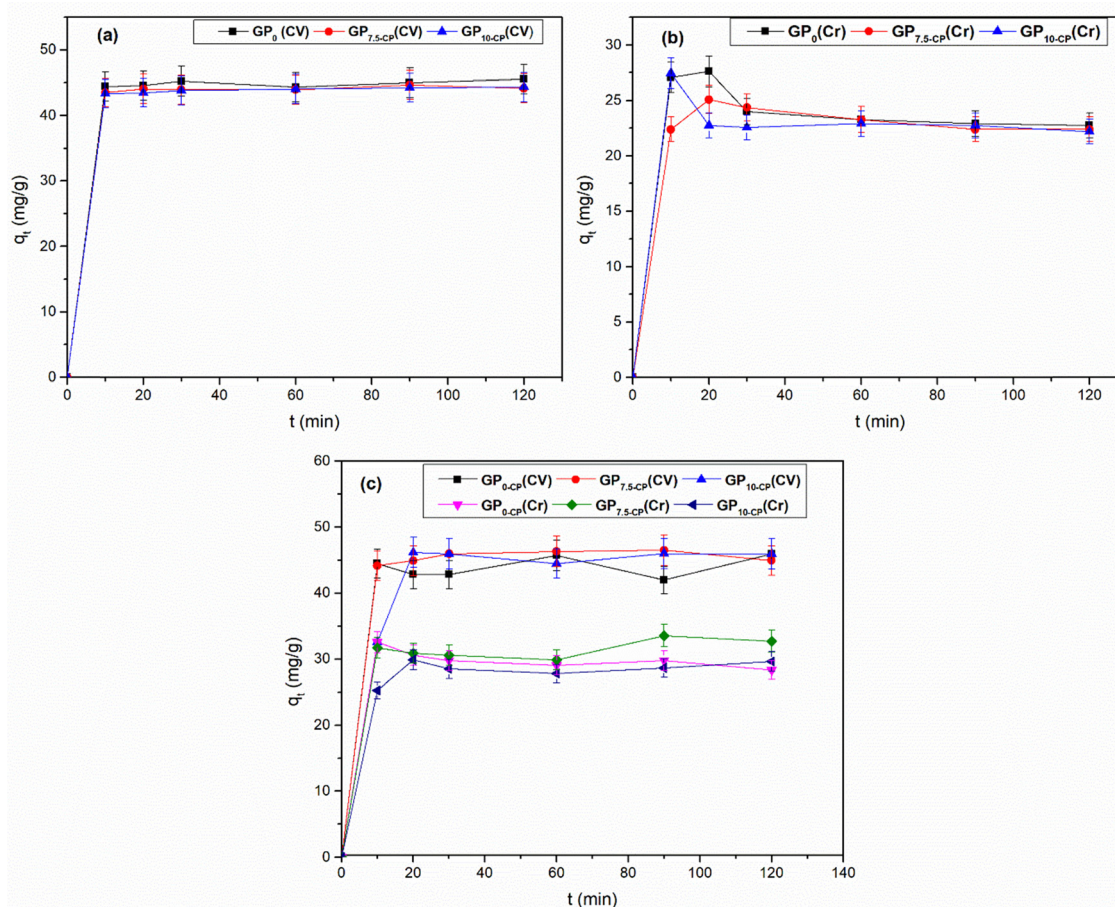 (a)
GP0 (CV) GP7.5-CP(CV) GP10-CP(CV)
50
40
30
20
10
0
qt (mg/g)
0 20 40 60 80 100 120
t (min)
(b)
GP0(Cr) GP7.5-CP(Cr) GP10-CP(Cr)
30
25
20
15
10
5
0
qt (mg/g)
0 20 40 60 80 100 120
t (min)
(c)
GP0-CP(CV) GP7.5-CP(CV) GP10-CP(CV)
GP0-CP(Cr) GP7.5-CP(Cr) GP10-CP(Cr)
60
50
40
30
20
10
0
qt (mg/g)
0 20 40 60 80 100 120 140
t (min)